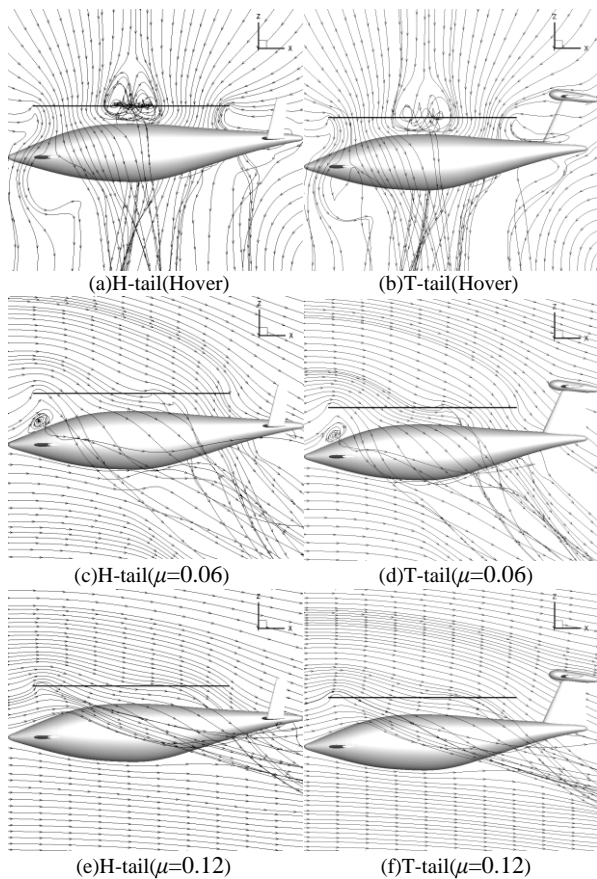 z
x
z
x
(a)H-tail(Hover)
(b)T-tail(Hover)
z
x
z
x
(c)H-tail(μ=0.06)
(d)T-tail(μ=0.06)
z
x
z
x
(e)H-tail(μ=0.12)
(f)T-tail(μ=0.12)